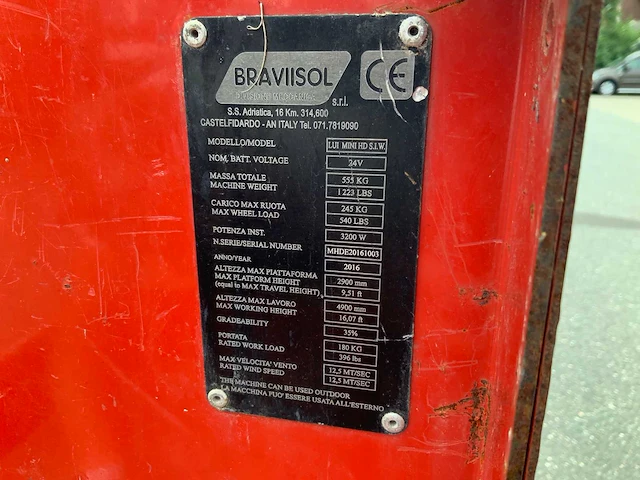 BRAVIISOL
s.r.l.
CE
S.S. Adriatica, 16 Km. 314,600
CASTELFIDARDO - AN ITALY Tel. 071.7819090
MODELLO/MODEL LUI MINI HD S.I.W.
NOM. BATT. VOLTAGE 24V
MASSA TOTALE 555 KG
MACHINE WEIGHT 1223 LBS
CARICO MAX RUOTA 245 KG
MAX WHEEL LOAD 540 LBS
POTENZA INST. 3200 W
N.SERIE/SERIAL NUMBER MHDE20161003
ANNO/YEAR 2016
ALTEZZA MAX PIATTAFORMA
MAX PLATFORM HEIGHT 2900 mm
(equal to MAX TRAVEL HEIGHT) 9,51 ft
ALTEZZA MAX LAVORO 4900 mm
MAX WORKING HEIGHT 16,07 ft
GRADEABILITY 35%
PORTATA 180 KG
RATED WORK LOAD 396 lbs
MAX VELOCITA' VENTO 12,5 MT/SEC
RATED WIND SPEED 12,5 MT/SEC
THE MACHINE CAN BE USED OUTDOOR
LA MACCHINA PUO' ESSERE USATA ALL'ESTERNO